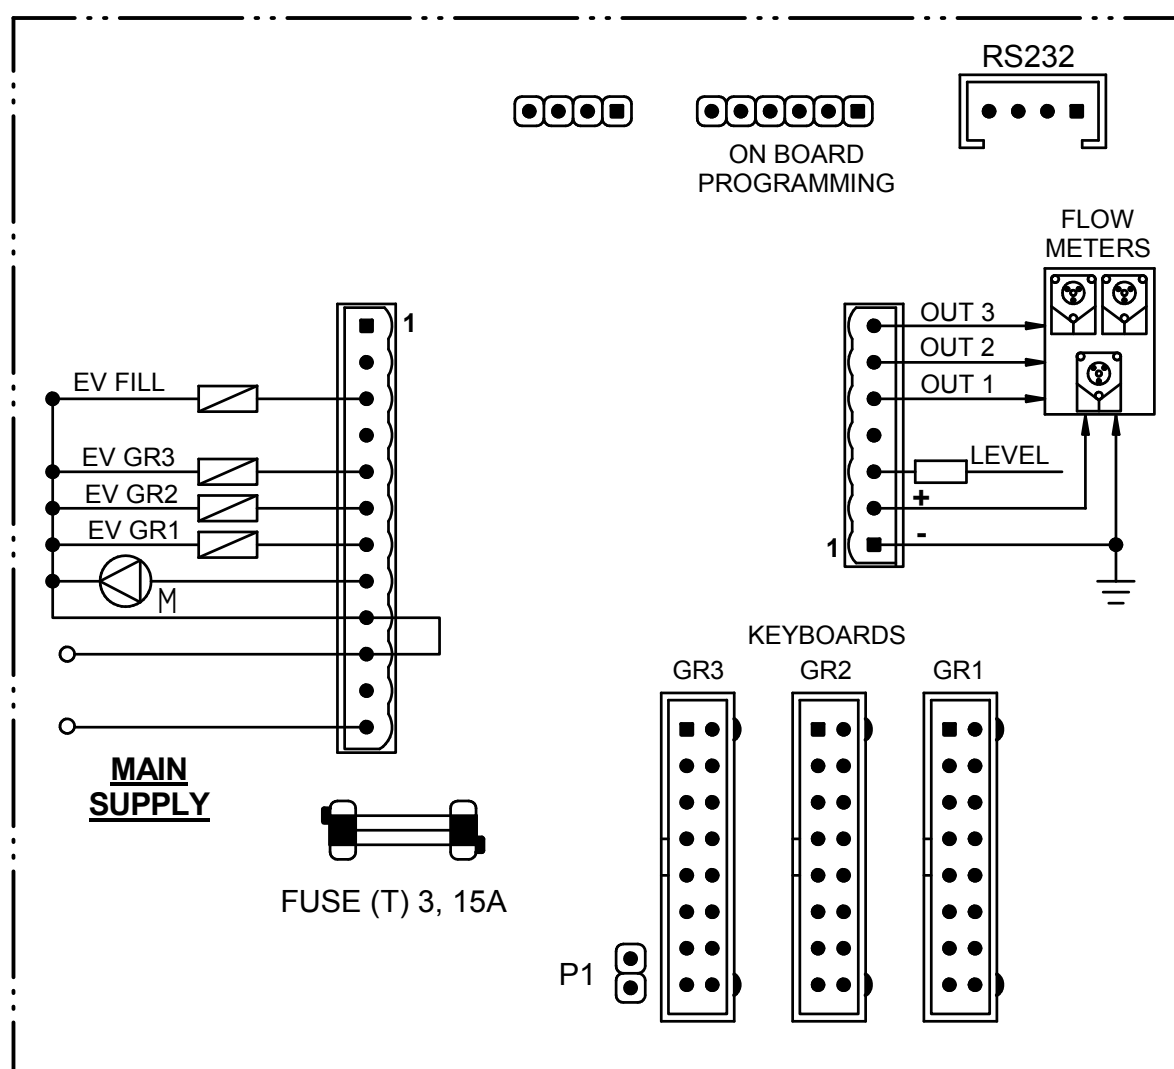 RS232
ON BOARD
PROGRAMMING
FLOW
METERS
1
OUT 3
OUT 2
OUT 1
EV FILL
EV GR3
EV GR2
EV GR1
M
LEVEL
+
-
1
MAIN
SUPPLY
FUSE (T) 3, 15A
KEYBOARDS
GR3 GR2 GR1
P1